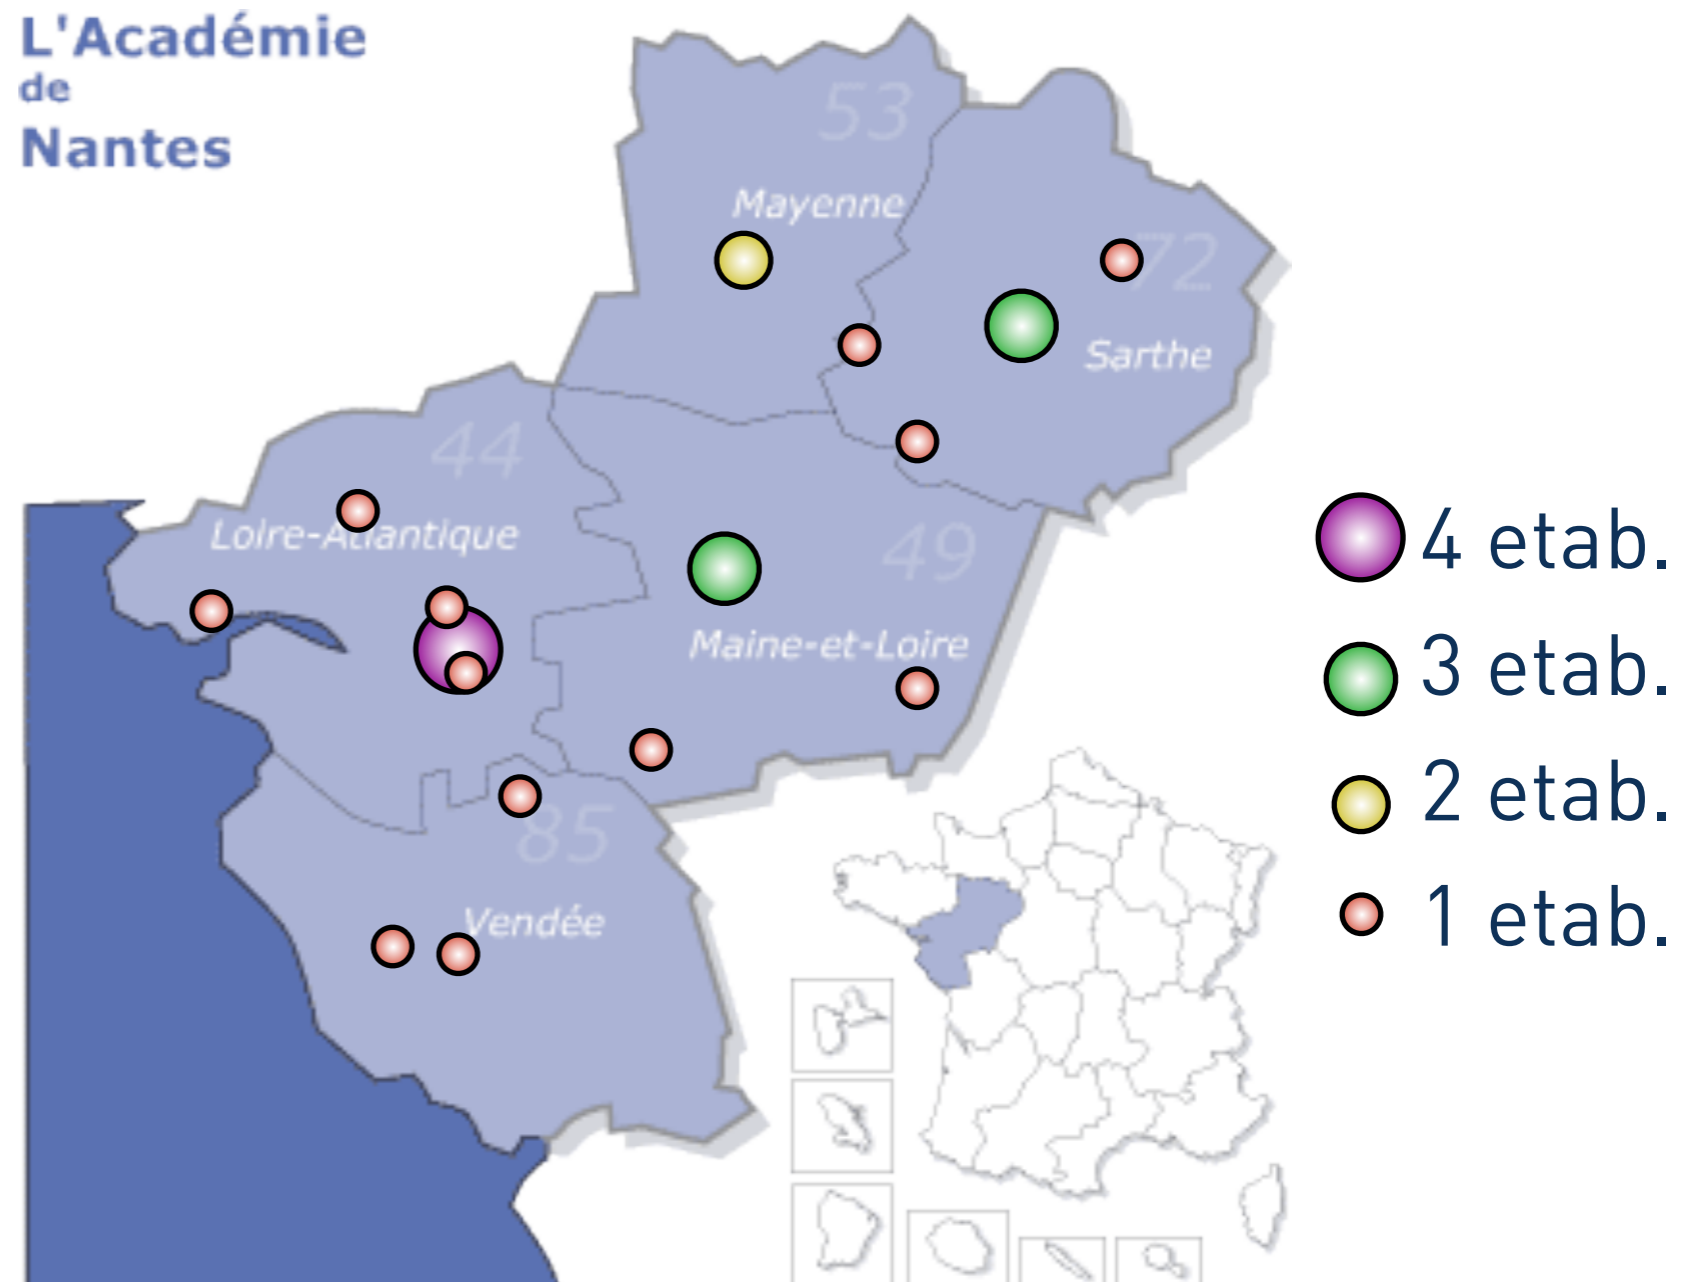 L'Académie
de
Nantes
53
Mayenne
72
Sarthe
44
Loire-Atlantique
49
Maine-et-Loire
85
Vendée
4 etab.
3 etab.
2 etab.
1 etab.